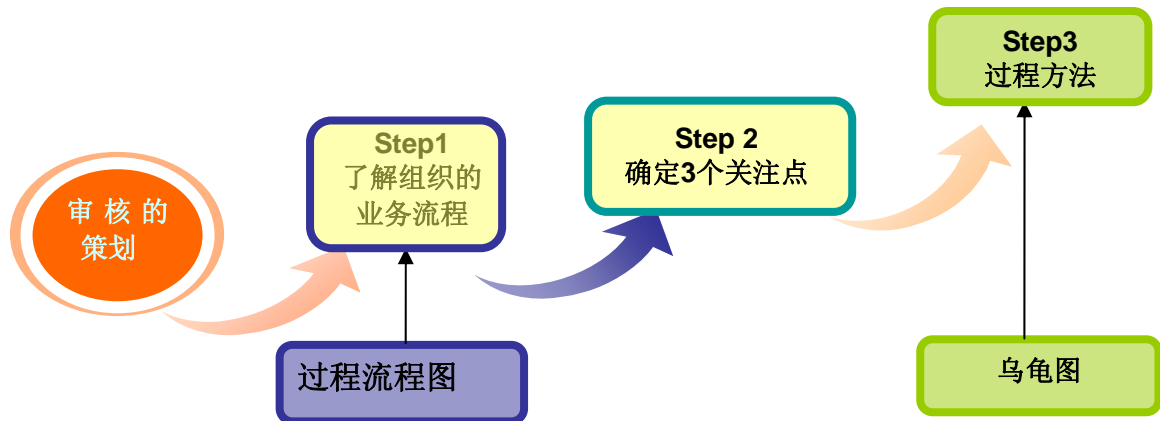 审 核 的
策划
Step1
了解组织的
业务流程
过程流程图
Step 2
确定3个关注点
Step3
过程方法
乌龟图